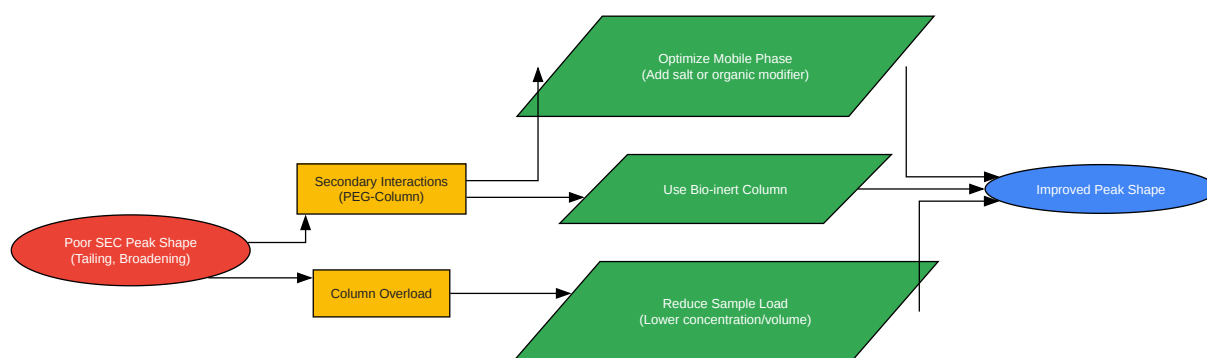 Poor SEC Peak Shape
(Tailing, Broadening)
Secondary Interactions
(PEG-Column)
Column Overload
Optimize Mobile Phase
(Add salt or organic modifier)
Use Bio-inert Column
Reduce Sample Load
(Lower concentration/volume)
Improved Peak Shape